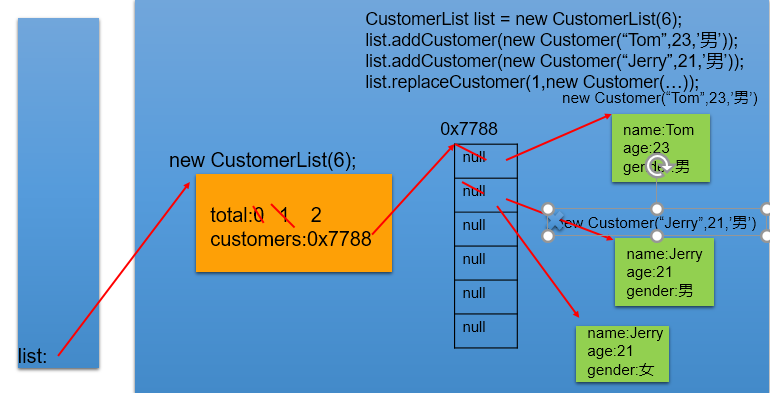 CustomerList list = new CustomerList(6);
list.addCustomer(new Customer(“Tom”,23,’男’));
list.addCustomer(new Customer(“Jerry”,21,’男’));
list.replaceCustomer(1,new Customer(…));
new Customer(“Tom”,23,’男’)
0x7788
name:Tom
age:23
gender:男
new CustomerList(6);
total:0 1 2
customers:0x7788
null
null
null
null
null
null
new Customer(“Jerry”,21,’男’)
name:Jerry
age:21
gender:男
name:Jerry
age:21
gender:女
list: